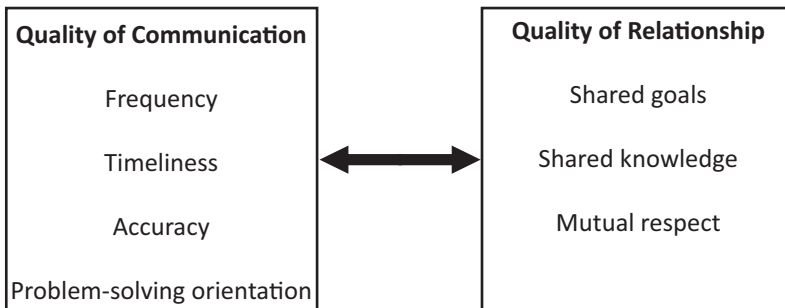 Quality of Communication
Frequency
Timeliness
Accuracy
Problem-solving orientation
Quality of Relationship
Shared goals
Shared knowledge
Mutual respect